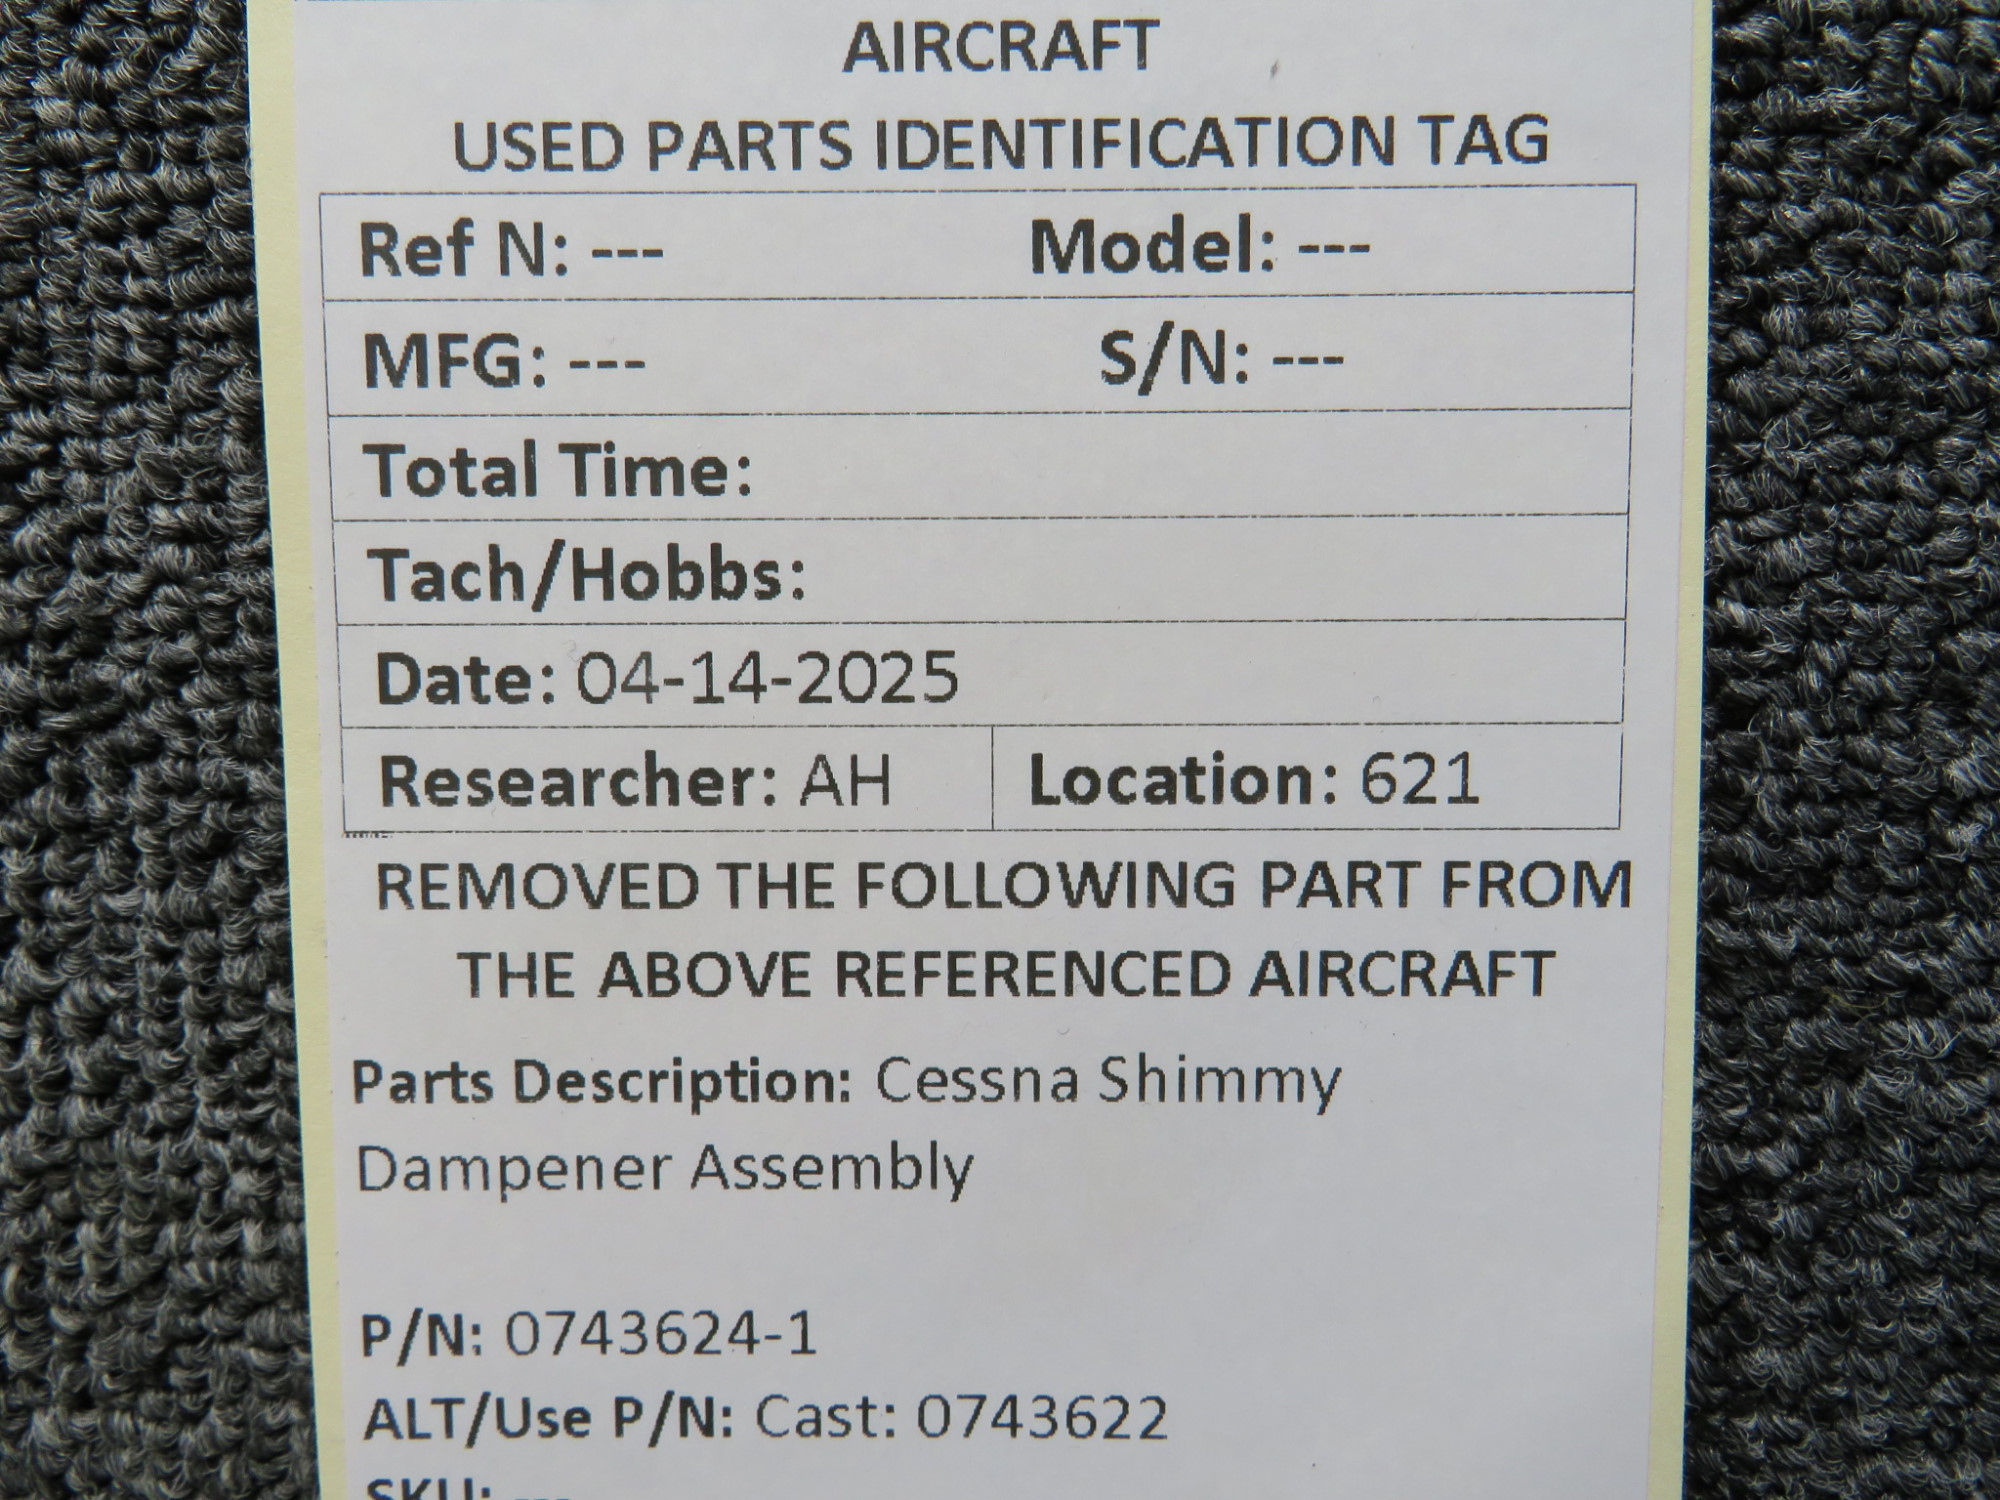 AIRCRAFT
USED PARTS IDENTIFICATION TAG
Ref N: --- Model: ---
MFG: --- S/N: ---
Total Time:
Tach/Hobbs:
Date: 04-14-2025
Researcher: AH Location: 621
REMOVED THE FOLLOWING PART FROM
THE ABOVE REFERENCED AIRCRAFT
Parts Description: Cessna Shimmy
Dampener Assembly
P/N: 0743624-1
ALT/Use P/N: Cast: 0743622
SKU: ---